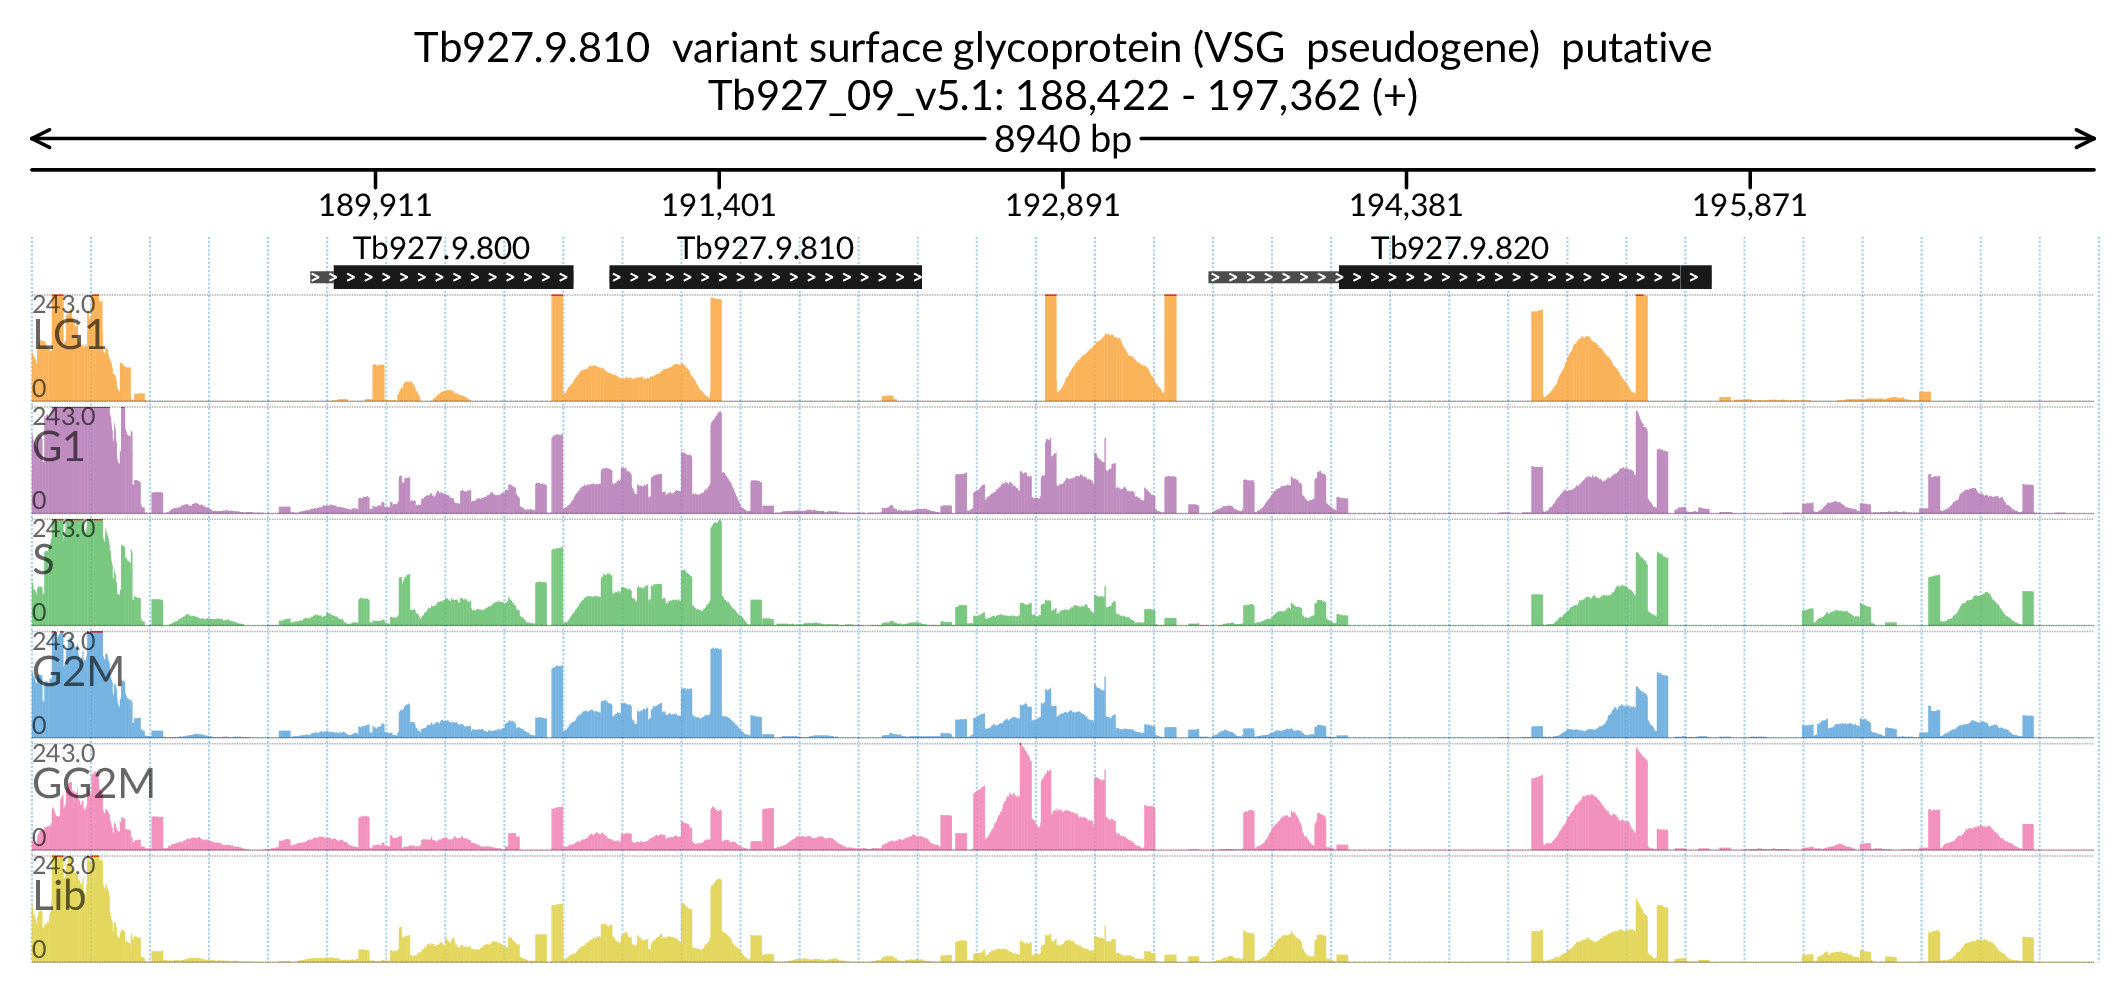 Tb927.9.810 variant surface glycoprotein (VSG pseudogene) putative
Tb927_09_v5.1: 188,422 - 197,362 (+)
8940 bp
189,911 191,401 192,891 194,381 195,871
Tb927.9.800 Tb927.9.810 Tb927.9.820
243.0
LG1
0
243.0
G1
0
243.0
S
0
243.0
G2M
0
243.0
GG2M
0
243.0
Lib
0